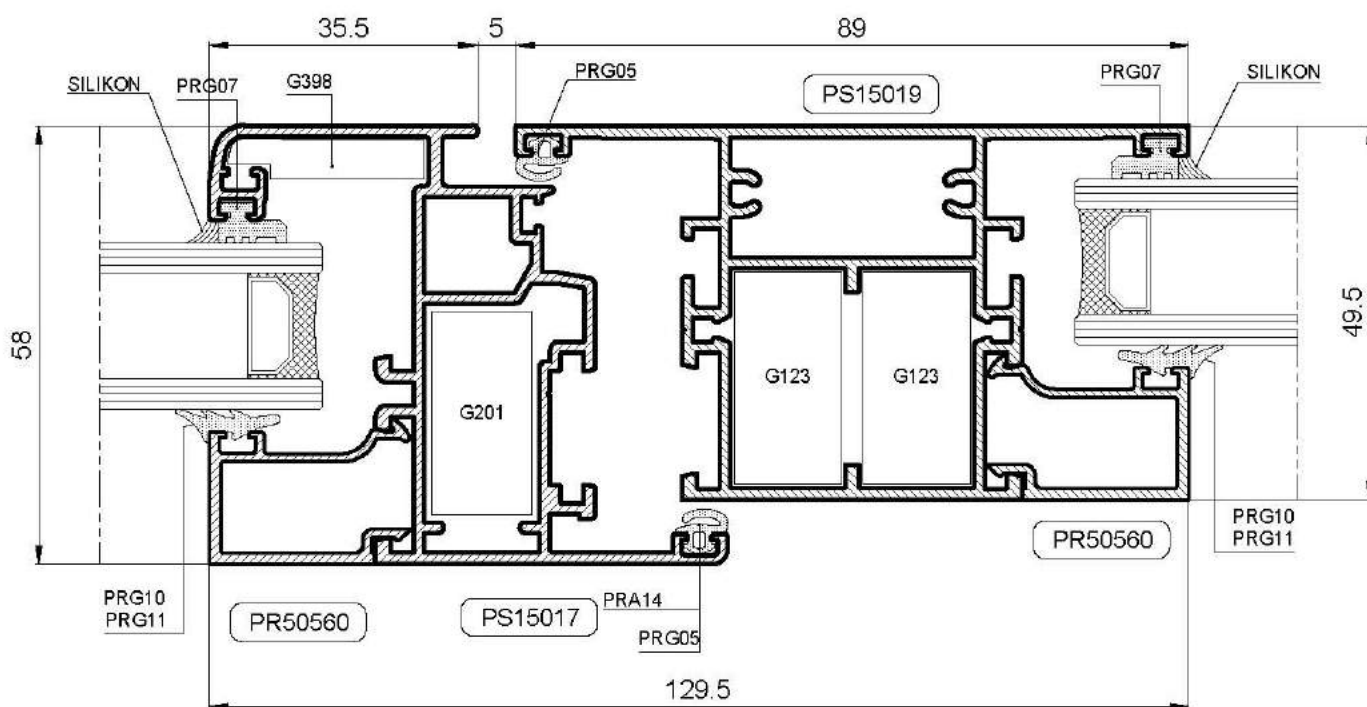 35.5
5
89
SILIKON
PRG07
G398
PRG05
PS15019
PRG07
SILIKON
58
49.5
G201
G123
G123
PRG10
PRG11
PR50560
PS15017
PRA14
PRG05
PR50560
PRG10
PRG11
129.5